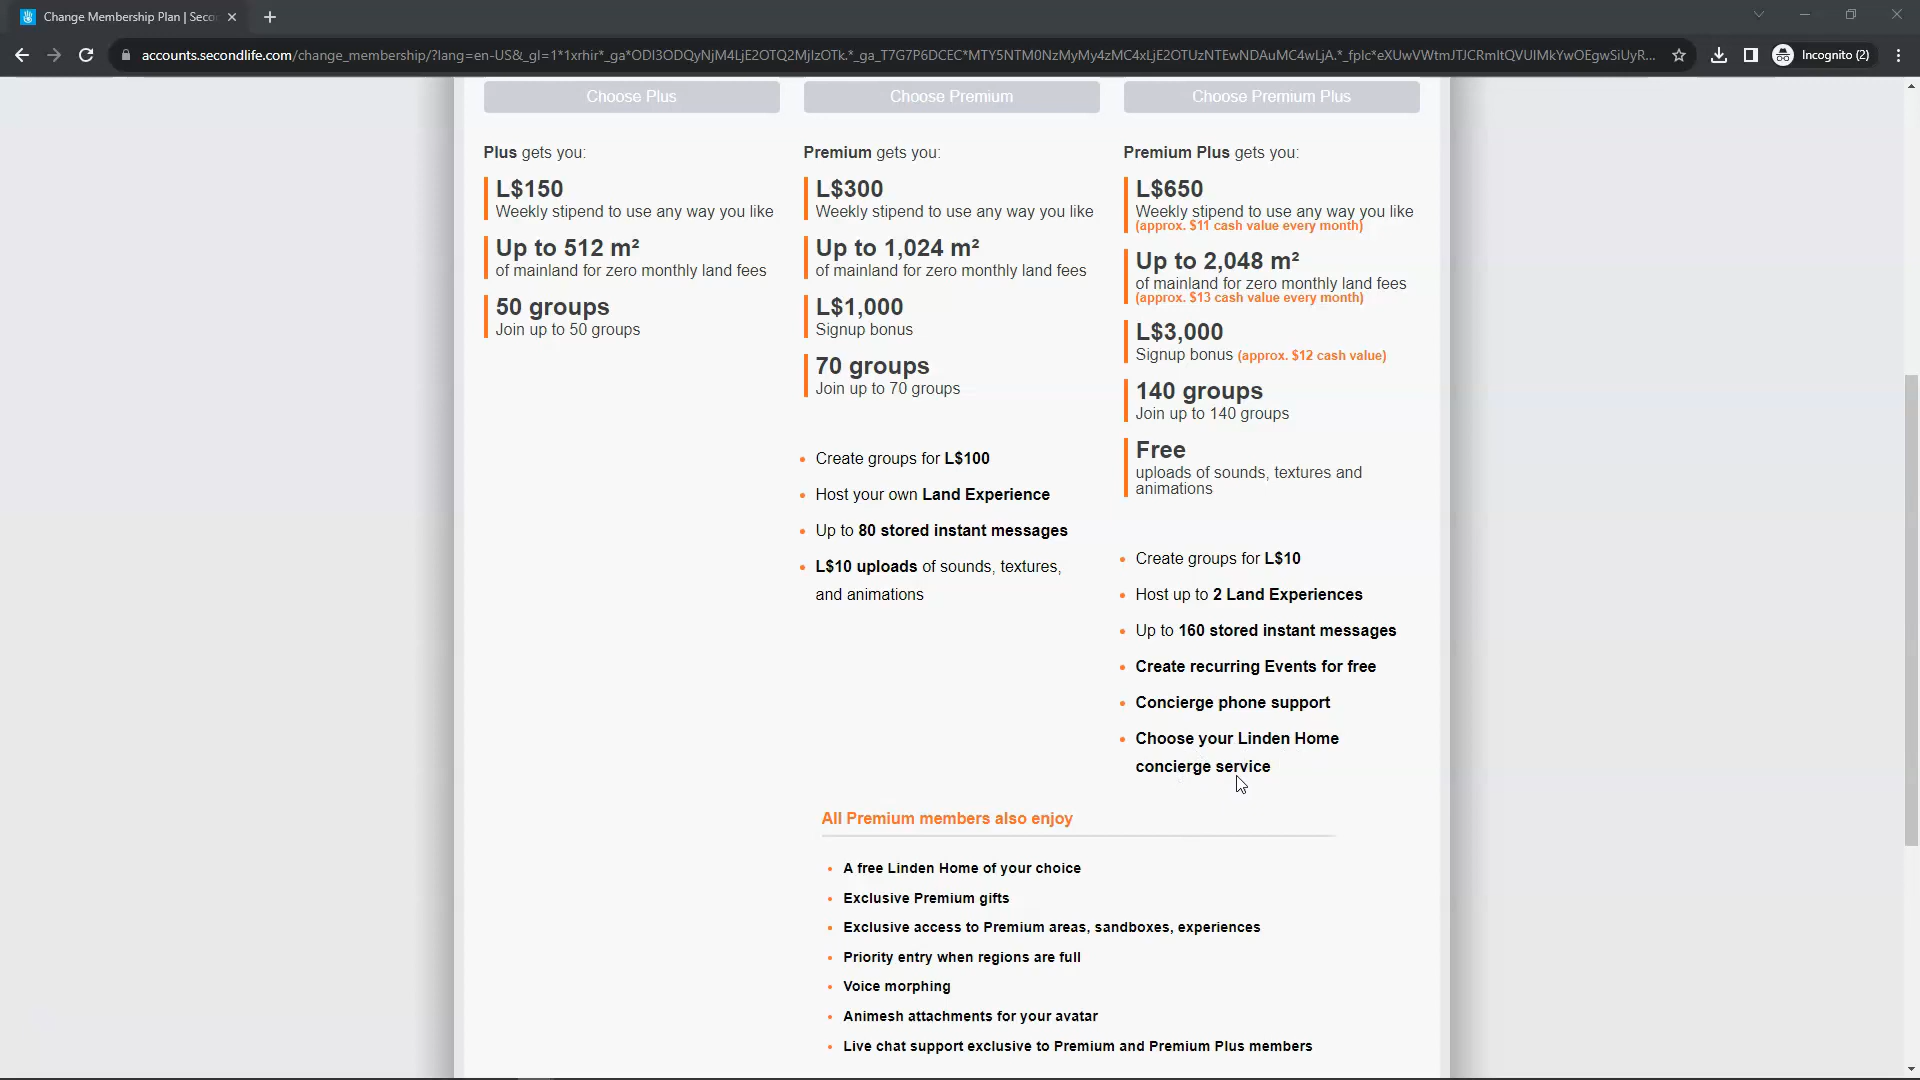 Change Membership Plan | Seco
accounts.secondlife.com/change_membership/?lang=en-US&_gl=1*1xrhir*_ga*
Incognito (2)
Choose Plus
Choose Premium
Choose Premium Plus
Plus gets you:
L$150
Weekly stipend to use any way you like
Up to 512 m²
of mainland for zero monthly land fees
50 groups
Join up to 50 groups
Premium gets you:
L$300
Weekly stipend to use any way you like
Up to 1,024 m²
of mainland for zero monthly land fees
L$1,000
Signup bonus
70 groups
Join up to 70 groups
Create groups for L$100
Host your own Land Experience
Up to 80 stored instant messages
L$10 uploads of sounds, textures,
and animations
Premium Plus gets you:
L$650
Weekly stipend to use any way you like
(approx. $11 cash value every month)
Up to 2,048 m²
of mainland for zero monthly land fees
(approx. $13 cash value every month)
L$3,000
Signup bonus (approx. $12 cash value)
140 groups
Join up to 140 groups
Free
uploads of sounds, textures and
animations
Create groups for L$10
Host up to 2 Land Experiences
Up to 160 stored instant messages
Create recurring Events for free
Concierge phone support
Choose your Linden Home
concierge service
All Premium members also enjoy
A free Linden Home of your choice
Exclusive Premium gifts
Exclusive access to Premium areas, sandboxes, experiences
Priority entry when regions are full
Voice morphing
Animesh attachments for your avatar
Live chat support exclusive to Premium and Premium Plus members